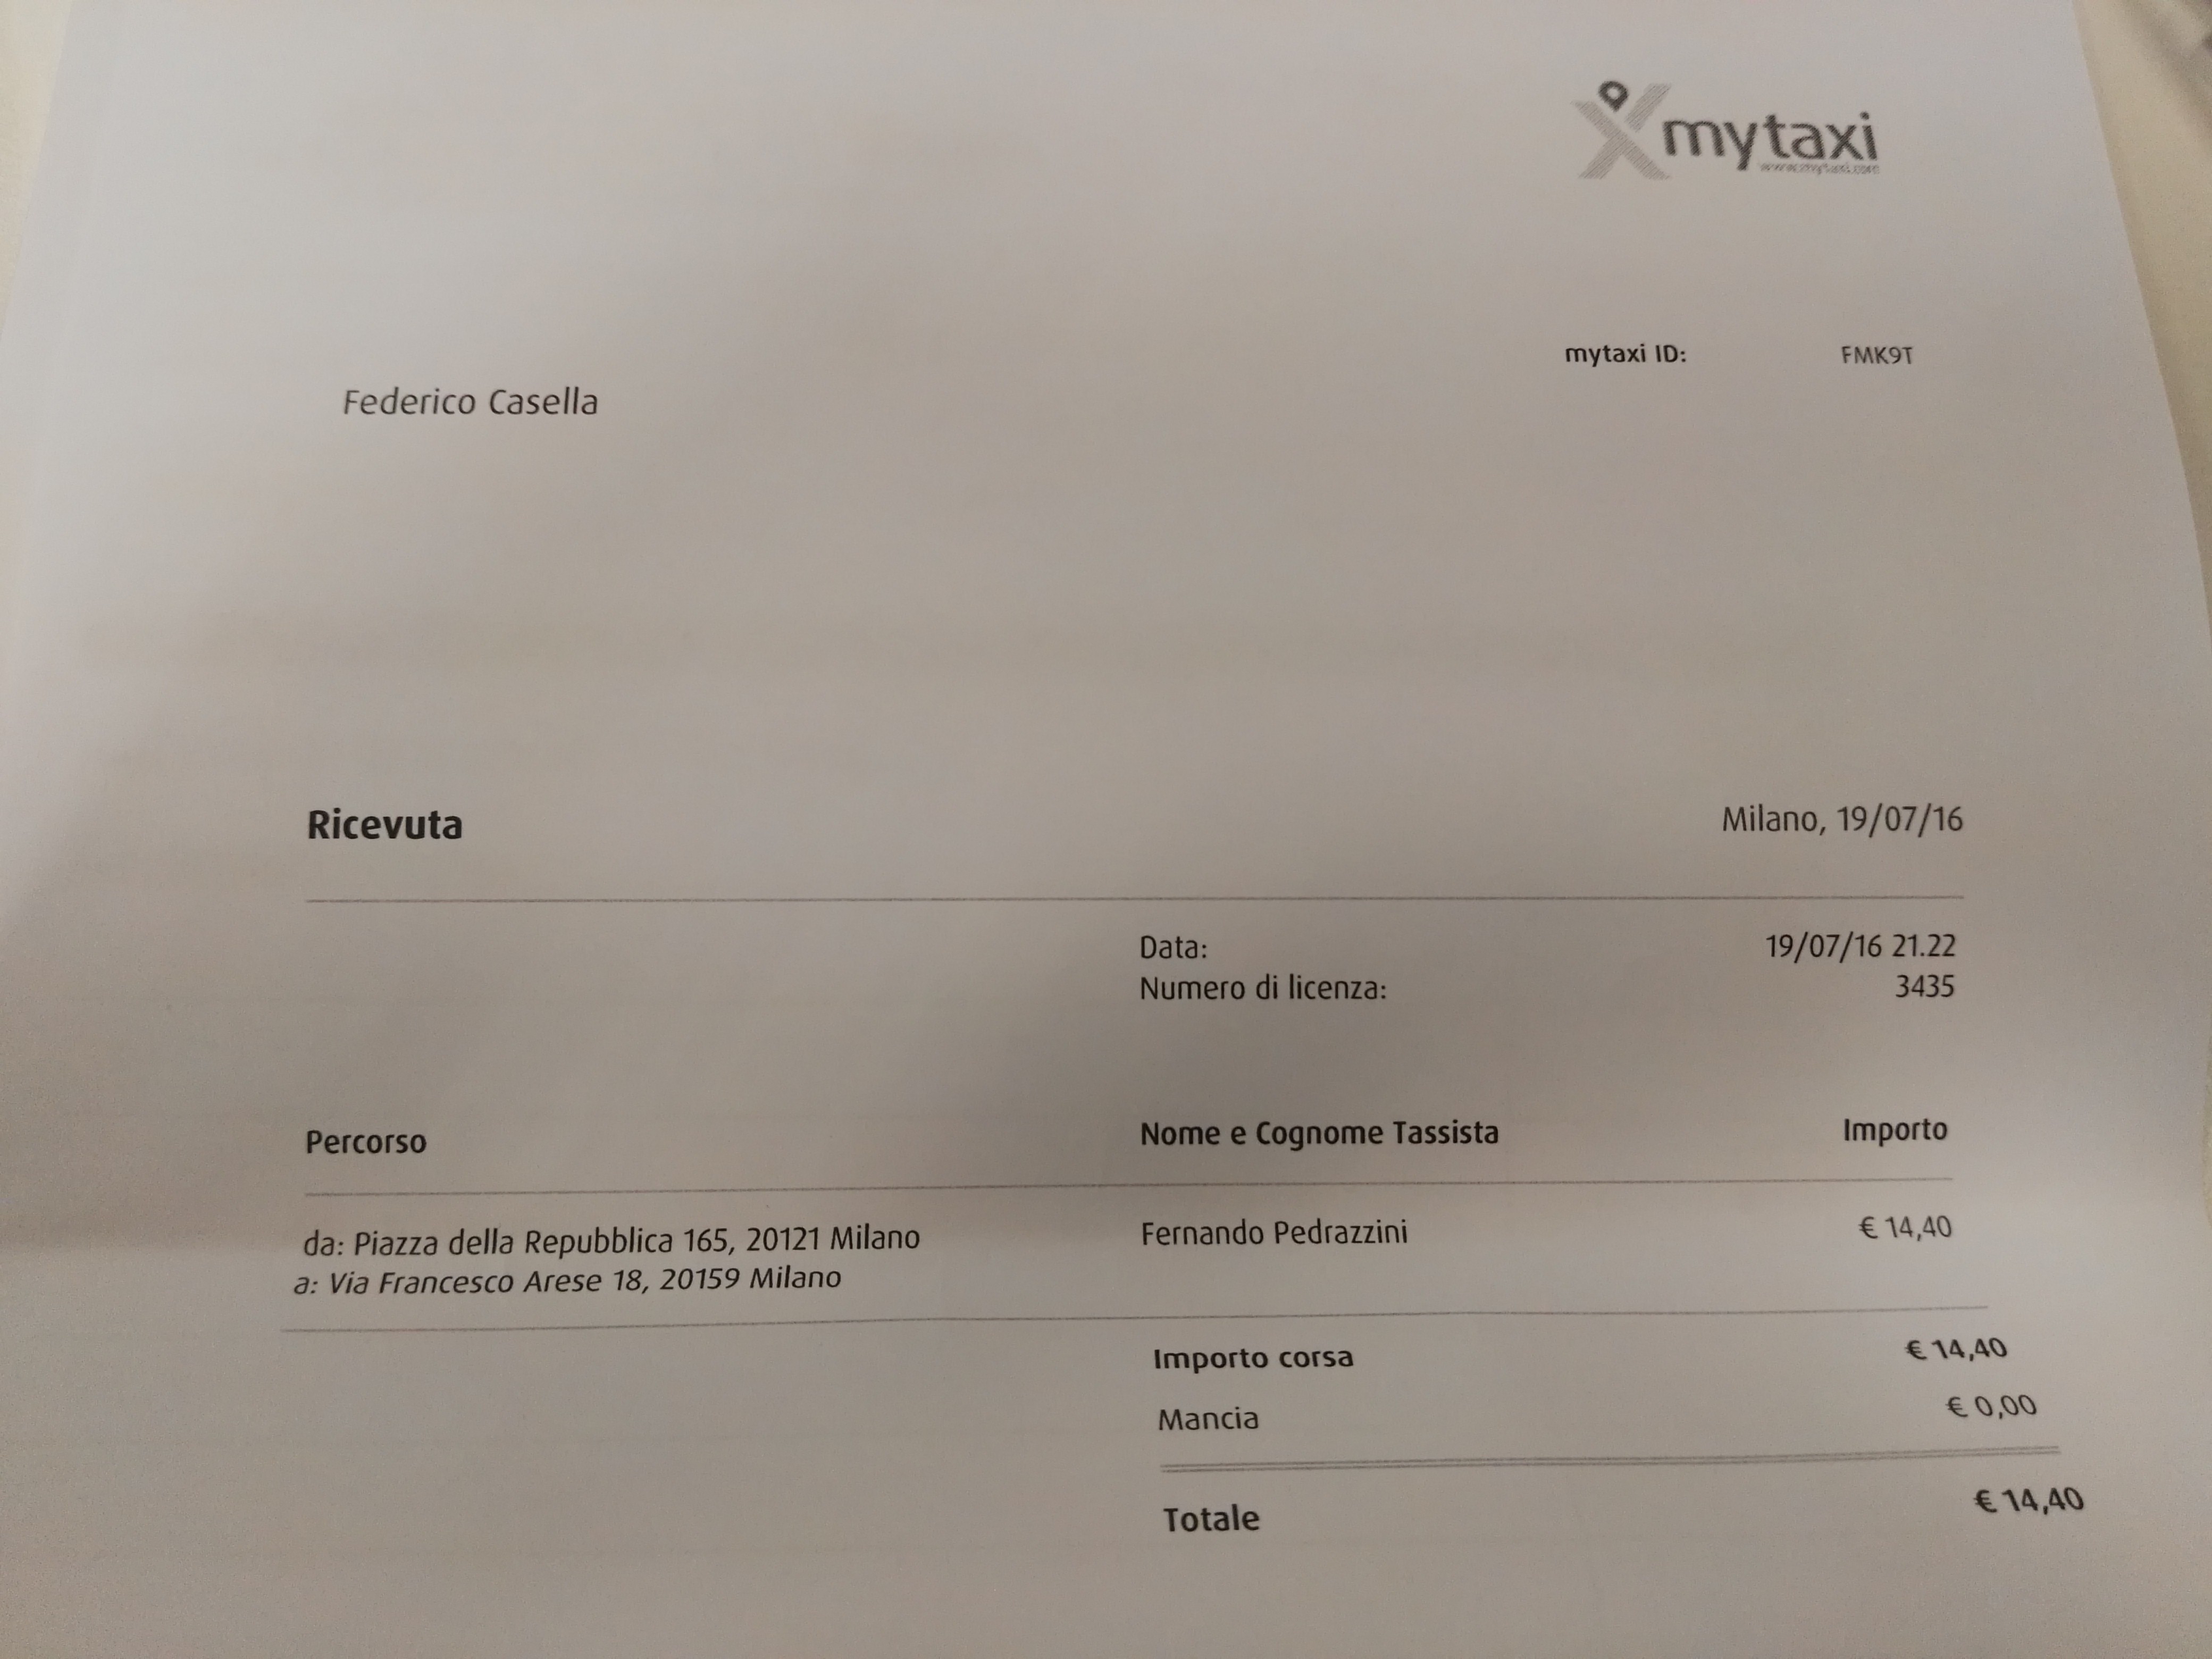 mytaxi
www.mytaxi.com
mytaxi ID: FMK9T
Federico Casella
Ricevuta Milano, 19/07/16
Data: 19/07/16 21.22
Numero di licenza: 3435
Percorso Nome e Cognome Tassista Importo
da: Piazza della Repubblica 165, 20121 Milano Fernando Pedrazzini € 14,40
a: Via Francesco Arese 18, 20159 Milano
Importo corsa € 14,40
Mancia € 0,00
Totale € 14,40